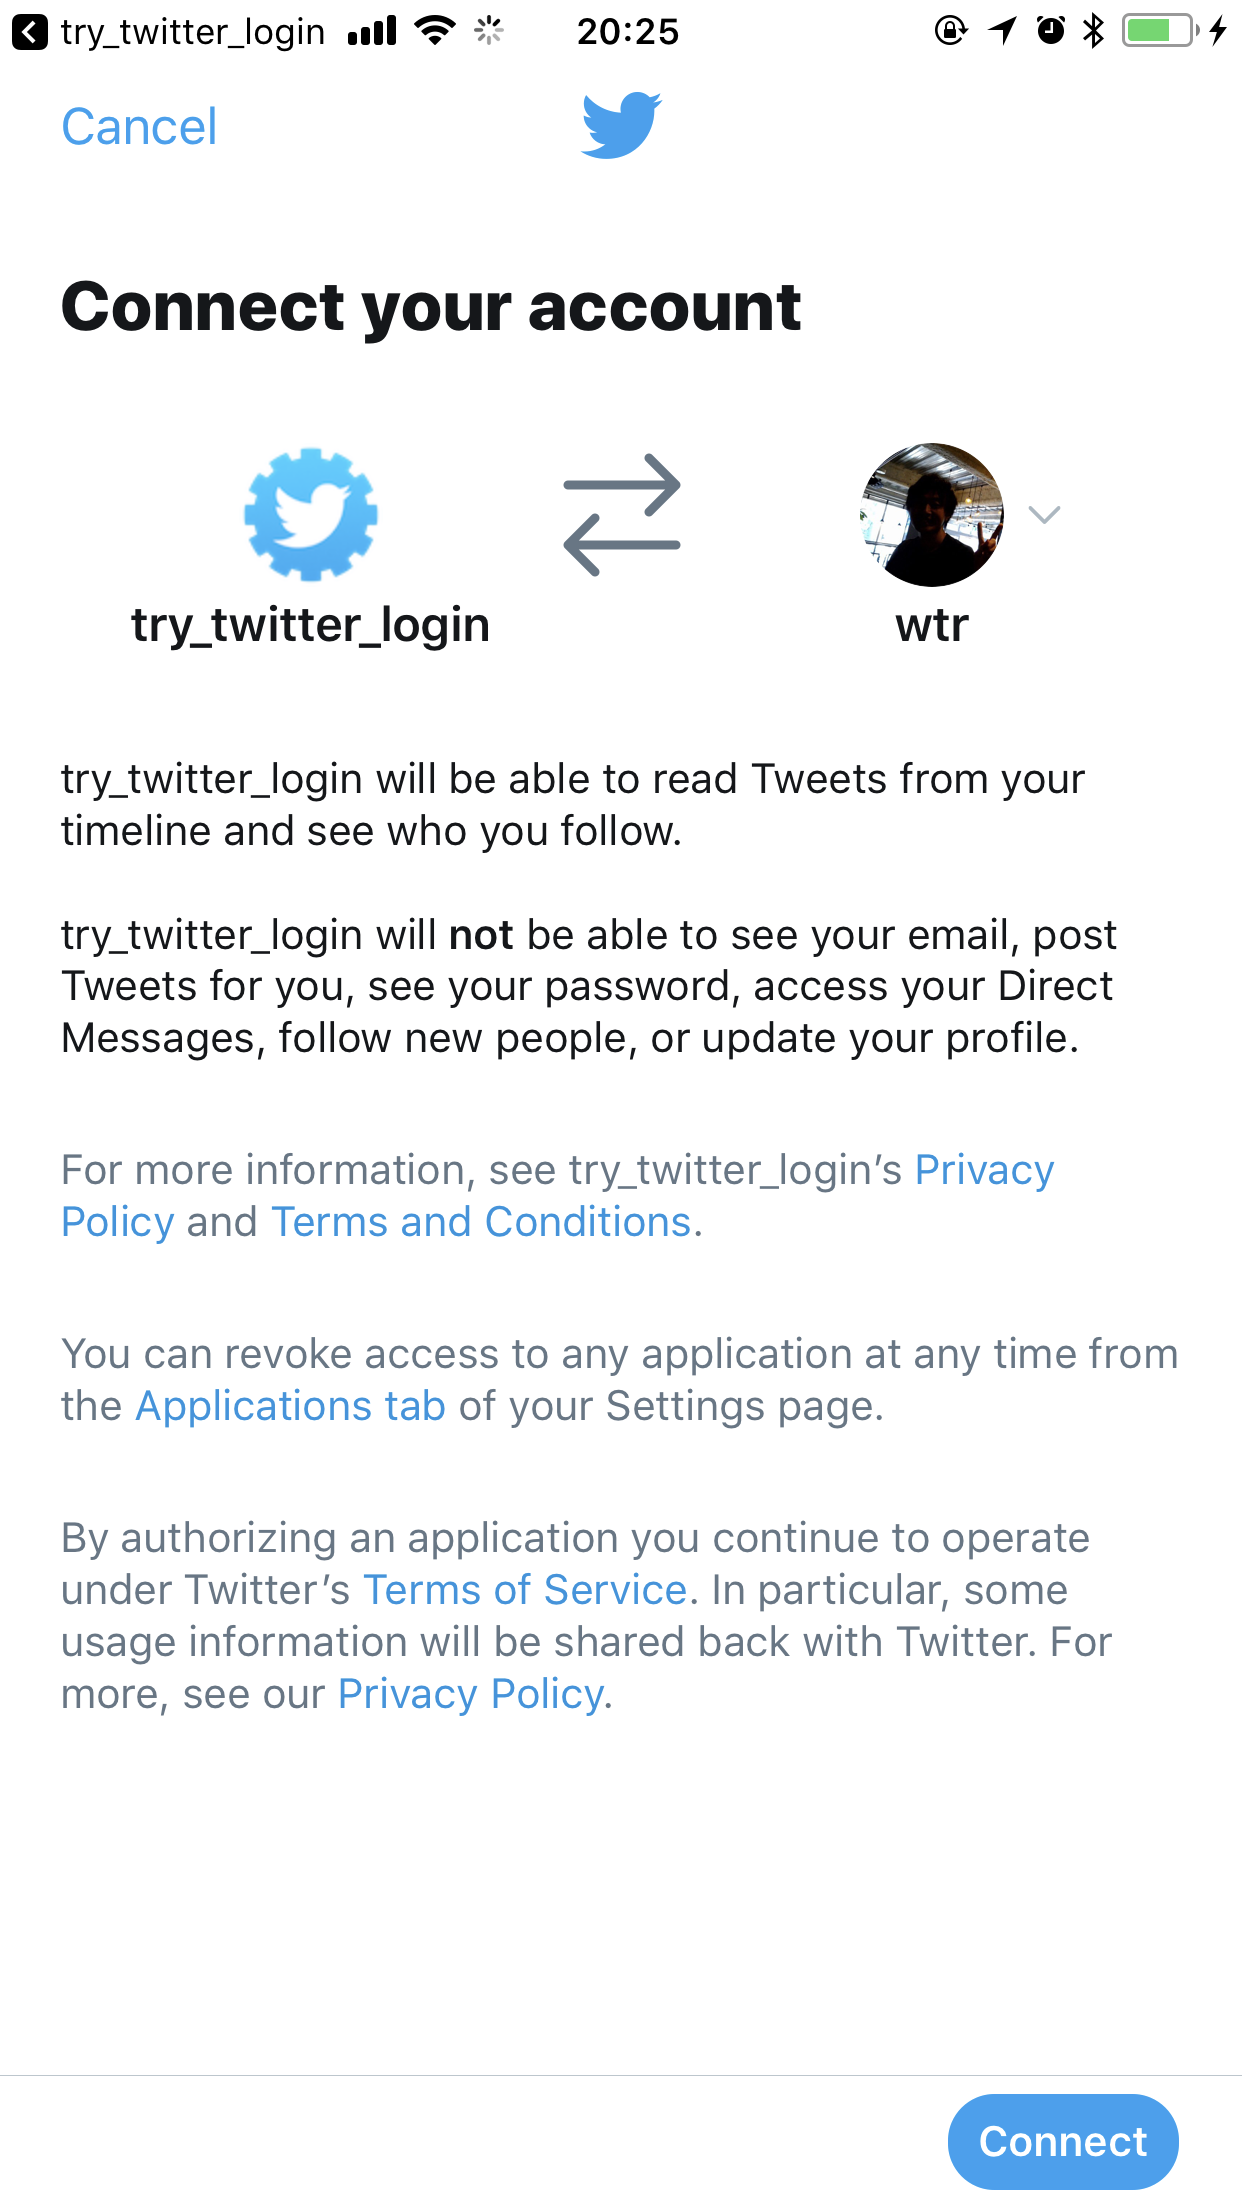 try_twitter_login 20:25
Cancel
Connect your account
try_twitter_login wtr
try_twitter_login will be able to read Tweets from your
timeline and see who you follow.
try_twitter_login will not be able to see your email, post
Tweets for you, see your password, access your Direct
Messages, follow new people, or update your profile.
For more information, see try_twitter_login’s Privacy
Policy and Terms and Conditions.
You can revoke access to any application at any time from
the Applications tab of your Settings page.
By authorizing an application you continue to operate
under Twitter’s Terms of Service. In particular, some
usage information will be shared back with Twitter. For
more, see our Privacy Policy.
Connect